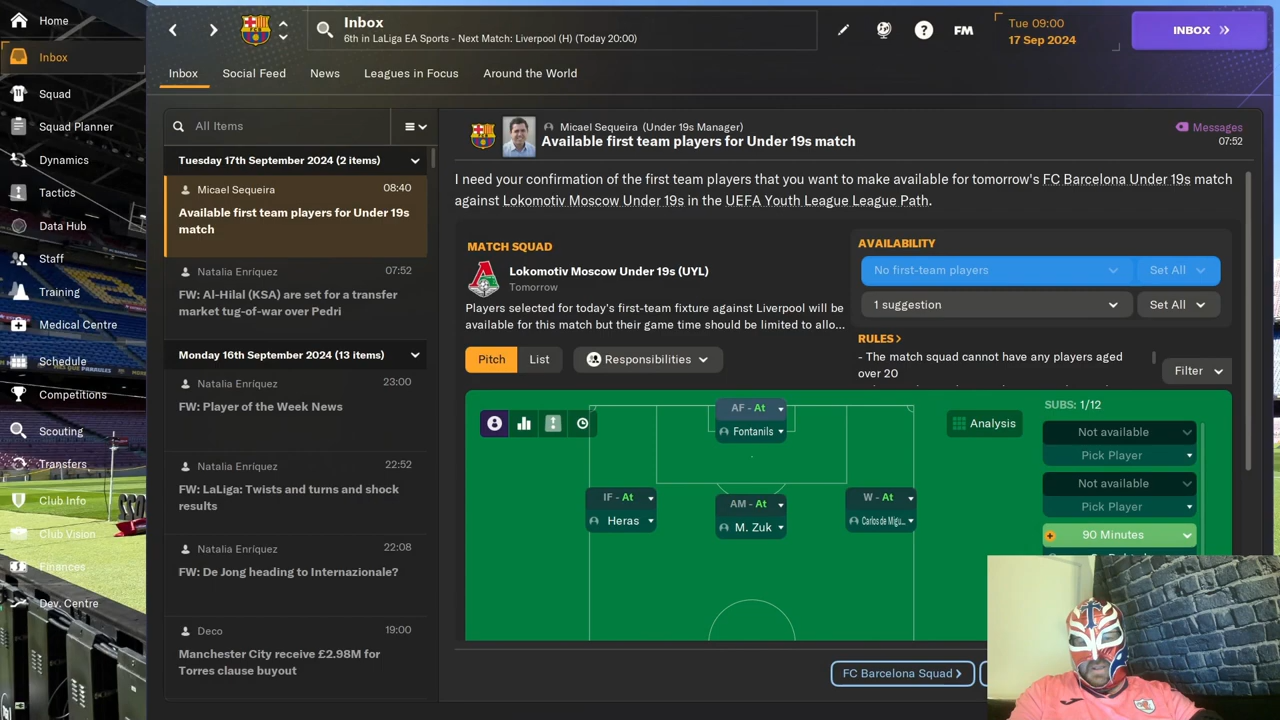 Home
Inbox
Squad
Squad Planner
Dynamics
Tactics
Data Hub
Staff
Training
Medical Centre
Schedule
Competitions
Scouting
Transfers
Club Info
Club Vision
Finances
Dev. Centre
Inbox
6th in LaLiga EA Sports - Next Match: Liverpool (H) (Today 20:00)
FM
Tue 09:00
17 Sep 2024
INBOX
Inbox
Social Feed
News
Leagues in Focus
Around the World
All Items
Tuesday 17th September 2024 (2 items)
Micael Sequeira 08:40
Available first team players for Under 19s
match
Natalia Enríquez 07:52
FW: Al-Hilal (KSA) are set for a transfer
market tug-of-war over Pedri
Monday 16th September 2024 (13 items)
Natalia Enríquez 23:00
FW: Player of the Week News
Natalia Enríquez 22:52
FW: LaLiga: Twists and turns and shock
results
Natalia Enríquez 22:08
FW: De Jong heading to Internazionale?
Deco 19:00
Manchester City receive £2.98M for
Torres clause buyout
Micael Sequeira (Under 19s Manager)
Available first team players for Under 19s match
Messages
07:52
I need your confirmation of the first team players that you want to make available for tomorrow's FC Barcelona Under 19s match
against Lokomotiv Moscow Under 19s in the UEFA Youth League League Path.
MATCH SQUAD
Lokomotiv Moscow Under 19s (UYL)
Tomorrow
Players selected for today's first-team fixture against Liverpool will be
available for this match but their game time should be limited to allo...
AVAILABILITY
No first-team players
Set All
1 suggestion
Set All
RULES
- The match squad cannot have any players aged
over 20
Filter
Pitch
List
Responsibilities
Analysis
AF - At
Fontanils
IF - At
Heras
AM - At
M. Zuk
W - At
Carlos de Migu...
SUBS: 1/12
Not available
Pick Player
Not available
Pick Player
90 Minutes
FC Barcelona Squad